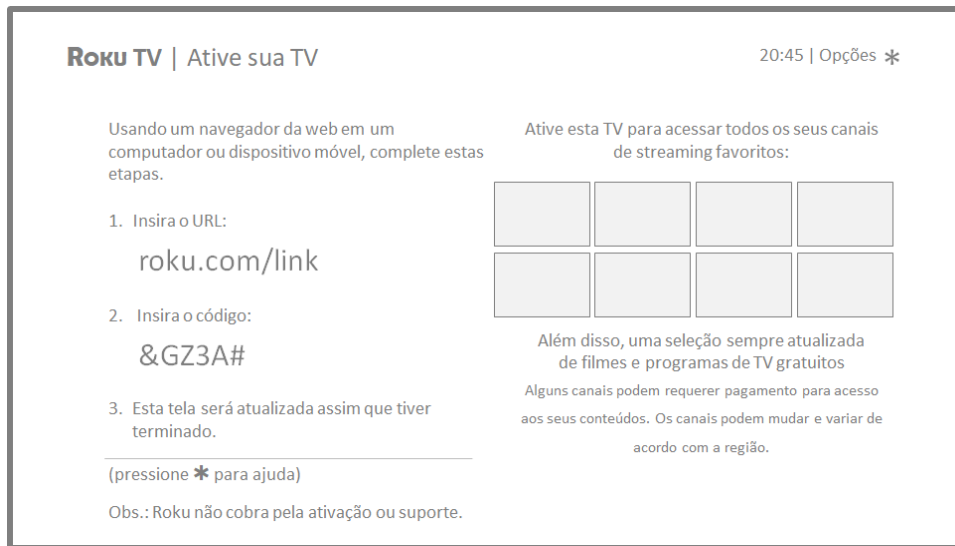 ROKU TV | Ative sua TV
20:45 | Opções *
Usando um navegador da web em um
computador ou dispositivo móvel, complete estas
etapas.
1. Insira o URL:
roku.com/link
2. Insira o código:
&GZ3A#
3. Esta tela será atualizada assim que tiver
terminado.
(pressione * para ajuda)
Obs.: Roku não cobra pela ativação ou suporte.
Ative esta TV para acessar todos os seus canais
de streaming favoritos:
Além disso, uma seleção sempre atualizada
de filmes e programas de TV gratuitos
Alguns canais podem requerer pagamento para acesso
aos seus conteúdos. Os canais podem mudar e variar de
acordo com a região.